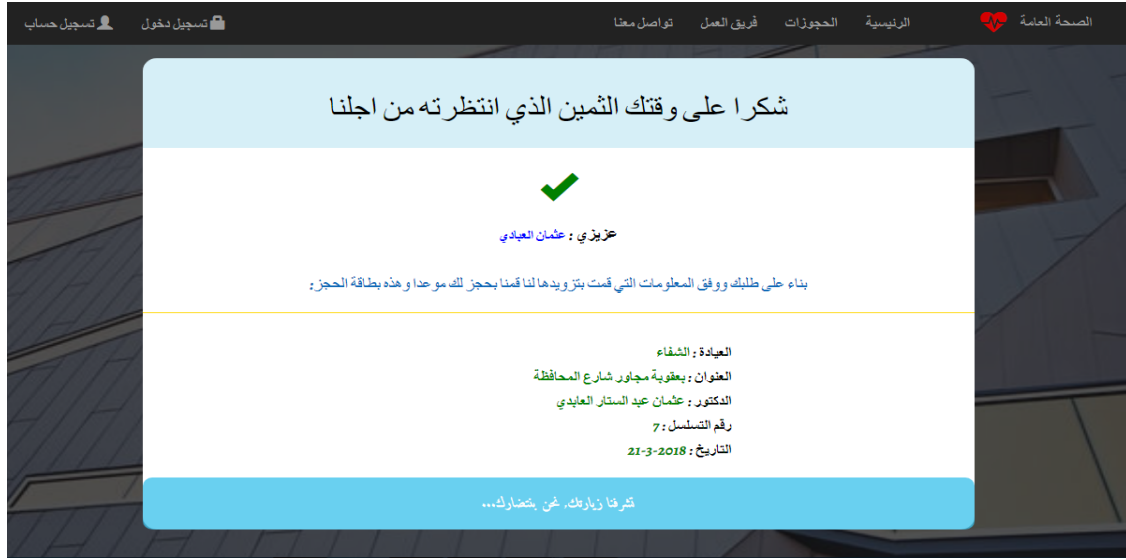 الصحة العامة الرئيسية الحجوزات فريق العمل تواصل معنا تسجيل دخول تسجيل حساب
شكرا على وقتك الثمين الذي انتظرته من اجلنا
عزيزي : عثمان العبادي
بناء على طلبك ووفق المعلومات التي قمت بتزويدها لنا قمنا بحجز لك موعدا وهذه بطاقة الحجز:
العيادة : الشفاء
العنوان : بعقوبة مجاور شارع المحافظة
الدكتور : عثمان عبد الستار العابدي
رقم التسلسل : 7
التاريخ : 21-3-2018
تشرفنا زيارتك, نحن بنتضارك...